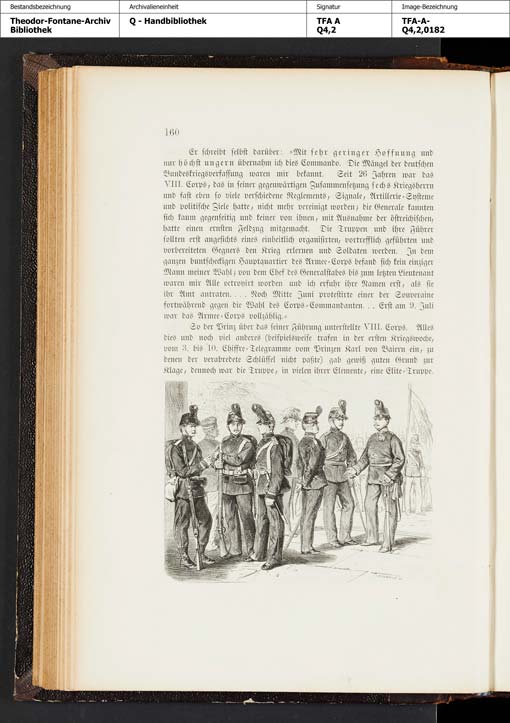 Bestandsbezeichnung Archivalieneinheit Signatur Image-Bezeichnung
Theodor-Fontane-Archiv Q - Handbibliothek TFA A TFA-A-
Bibliothek Q4,2 Q4,2,0182
160
Er schreibt selbst darüber: »Mit sehr geringer Hoffnung und
nur höchst ungern übernahm ich dies Commando. Die Mängel der deutschen
Bundeskriegsverfassung waren mir bekannt. Seit 26 Jahren war das
VIII. Corps, das in seiner gegenwärtigen Zusammensetzung sechs Kriegsherrn
und fast eben so viele verschiedene Reglements, Signale, Artillerie-Systeme
und politische Ziele hatte, nicht mehr vereinigt worden; die Generale kannten
sich kaum gegenseitig und keiner von ihnen, mit Ausnahme der östreichischen,
hatte einen ernsten Feldzug mitgemacht. Die Truppen und ihre Führer
sollten erst angesichts eines einheitlich organisirten, vortrefflich geführten und
vorbereiteten Gegners den Krieg erlernen und Soldaten werden. In dem
ganzen buntscheckigen Hauptquartier des Armee-Corps befand sich kein einziger
Mann meiner Wahl; von dem Chef des Generalstabes bis zum letzten Lieutenant
waren mir Alle octroyirt worden und ich erfuhr ihre Namen erst, als sie
ihr Amt antraten.... Noch Mitte Juni protestirte einer der Souveraine
fortwährend gegen die Wahl des Corps-Commandanten... Erst am 9. Juli
war das Armee-Corps vollzählig.«
So der Prinz über das seiner Führung unterstellte VIII. Corps. Alles
dies und noch viel anderes (beispielsweise trafen in der ersten Kriegswoche,
vom 3. bis 10. Chiffre-Telegramme vom Prinzen Karl von Baiern ein, zu
denen der verabredete Schlüssel nicht paßte) gab gewiß guten Grund zur
Klage, dennoch war die Truppe, in vielen ihrer Elemente, eine Elite-Truppe.